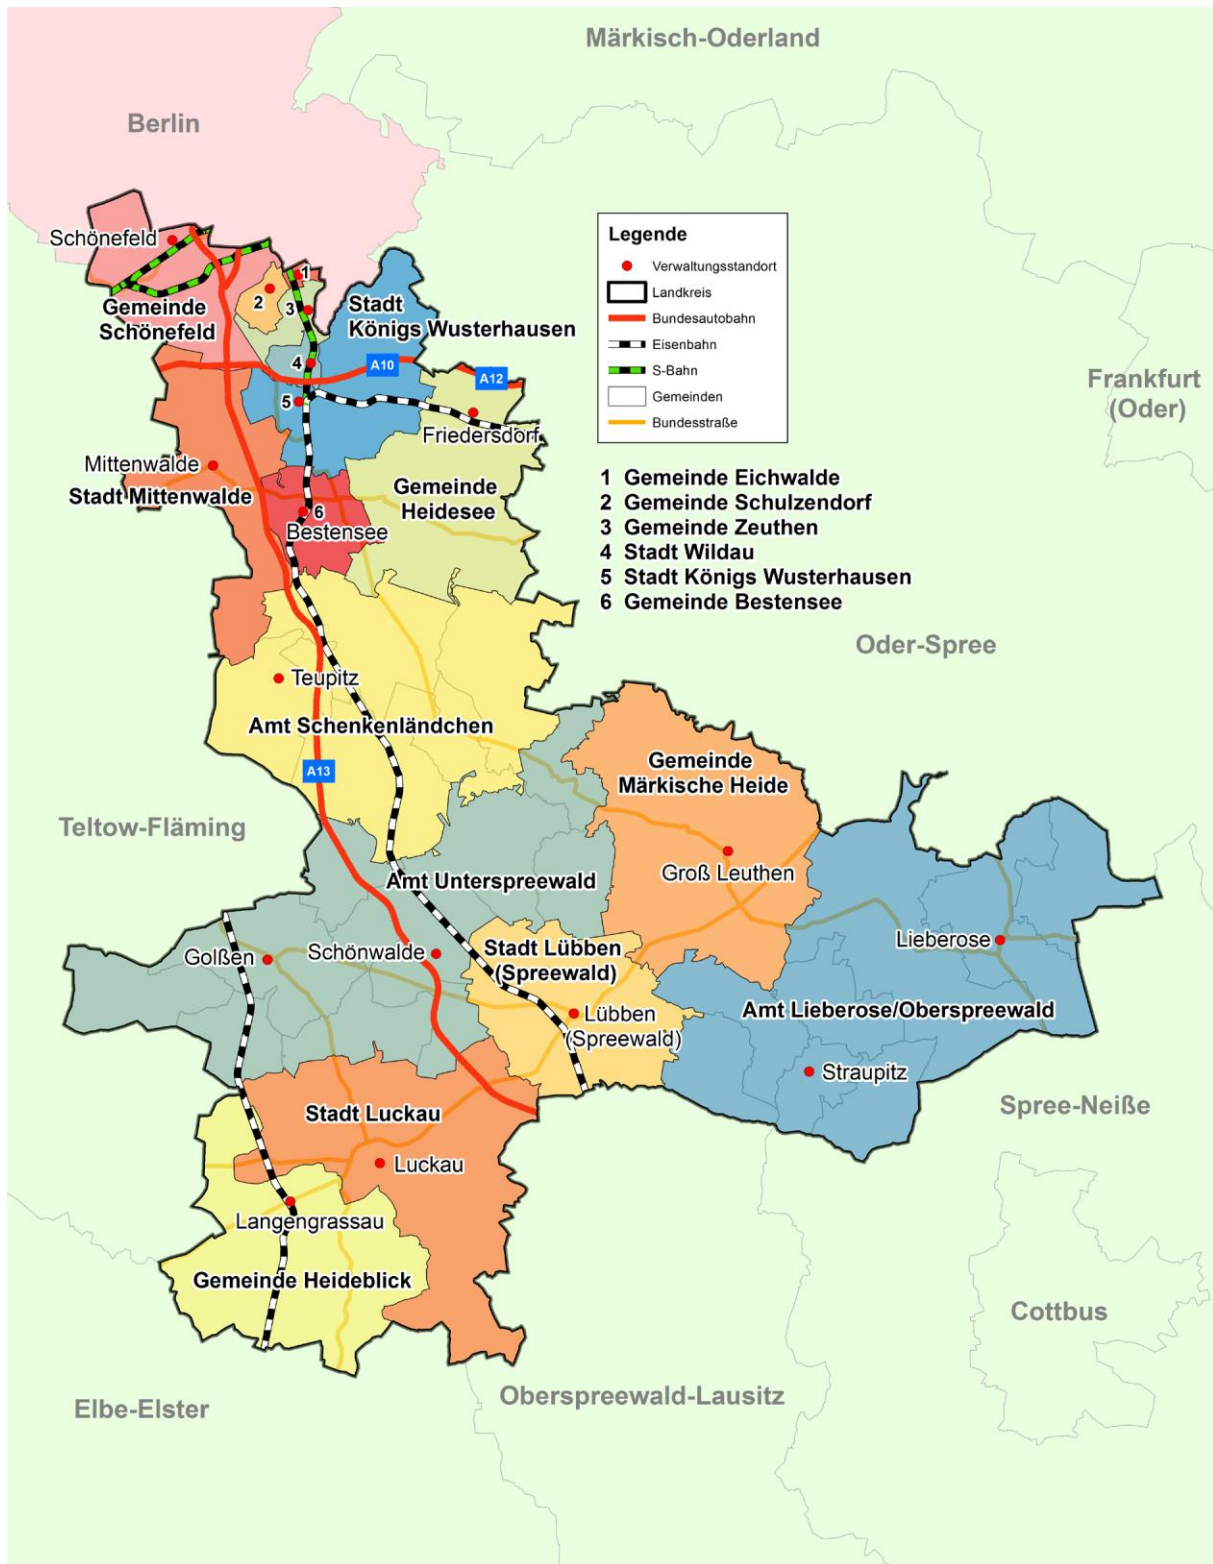 Märkisch-Oderland
Berlin
Schönefeld
Gemeinde
Schönefeld
1
2
3
4
5
Stadt
Königs Wusterhausen
A10
A12
Friedersdorf
Legende
Verwaltungsstandort
Landkreis
Bundesautobahn
Eisenbahn
S-Bahn
Gemeinden
Bundesstraße
Frankfurt
(Oder)
Mittenwalde
Stadt Mittenwalde
Gemeinde
Heidesee
6
Bestensee
1 Gemeinde Eichwalde
2 Gemeinde Schulzendorf
3 Gemeinde Zeuthen
4 Stadt Wildau
5 Stadt Königs Wusterhausen
6 Gemeinde Bestensee
Oder-Spree
Teupitz
Amt Schenkenländchen
A13
Gemeinde
Märkische Heide
Teltow-Fläming
Groß Leuthen
Amt Unterspreewald
Golßen
Schönwalde
Stadt Lübben
(Spreewald)
Lübben
(Spreewald)
Lieberose
Amt Lieberose/Oberspreewald
Straupitz
Stadt Luckau
Luckau
Spree-Neiße
Langengrassau
Gemeinde Heideblick
Cottbus
Elbe-Elster
Oberspreewald-Lausitz